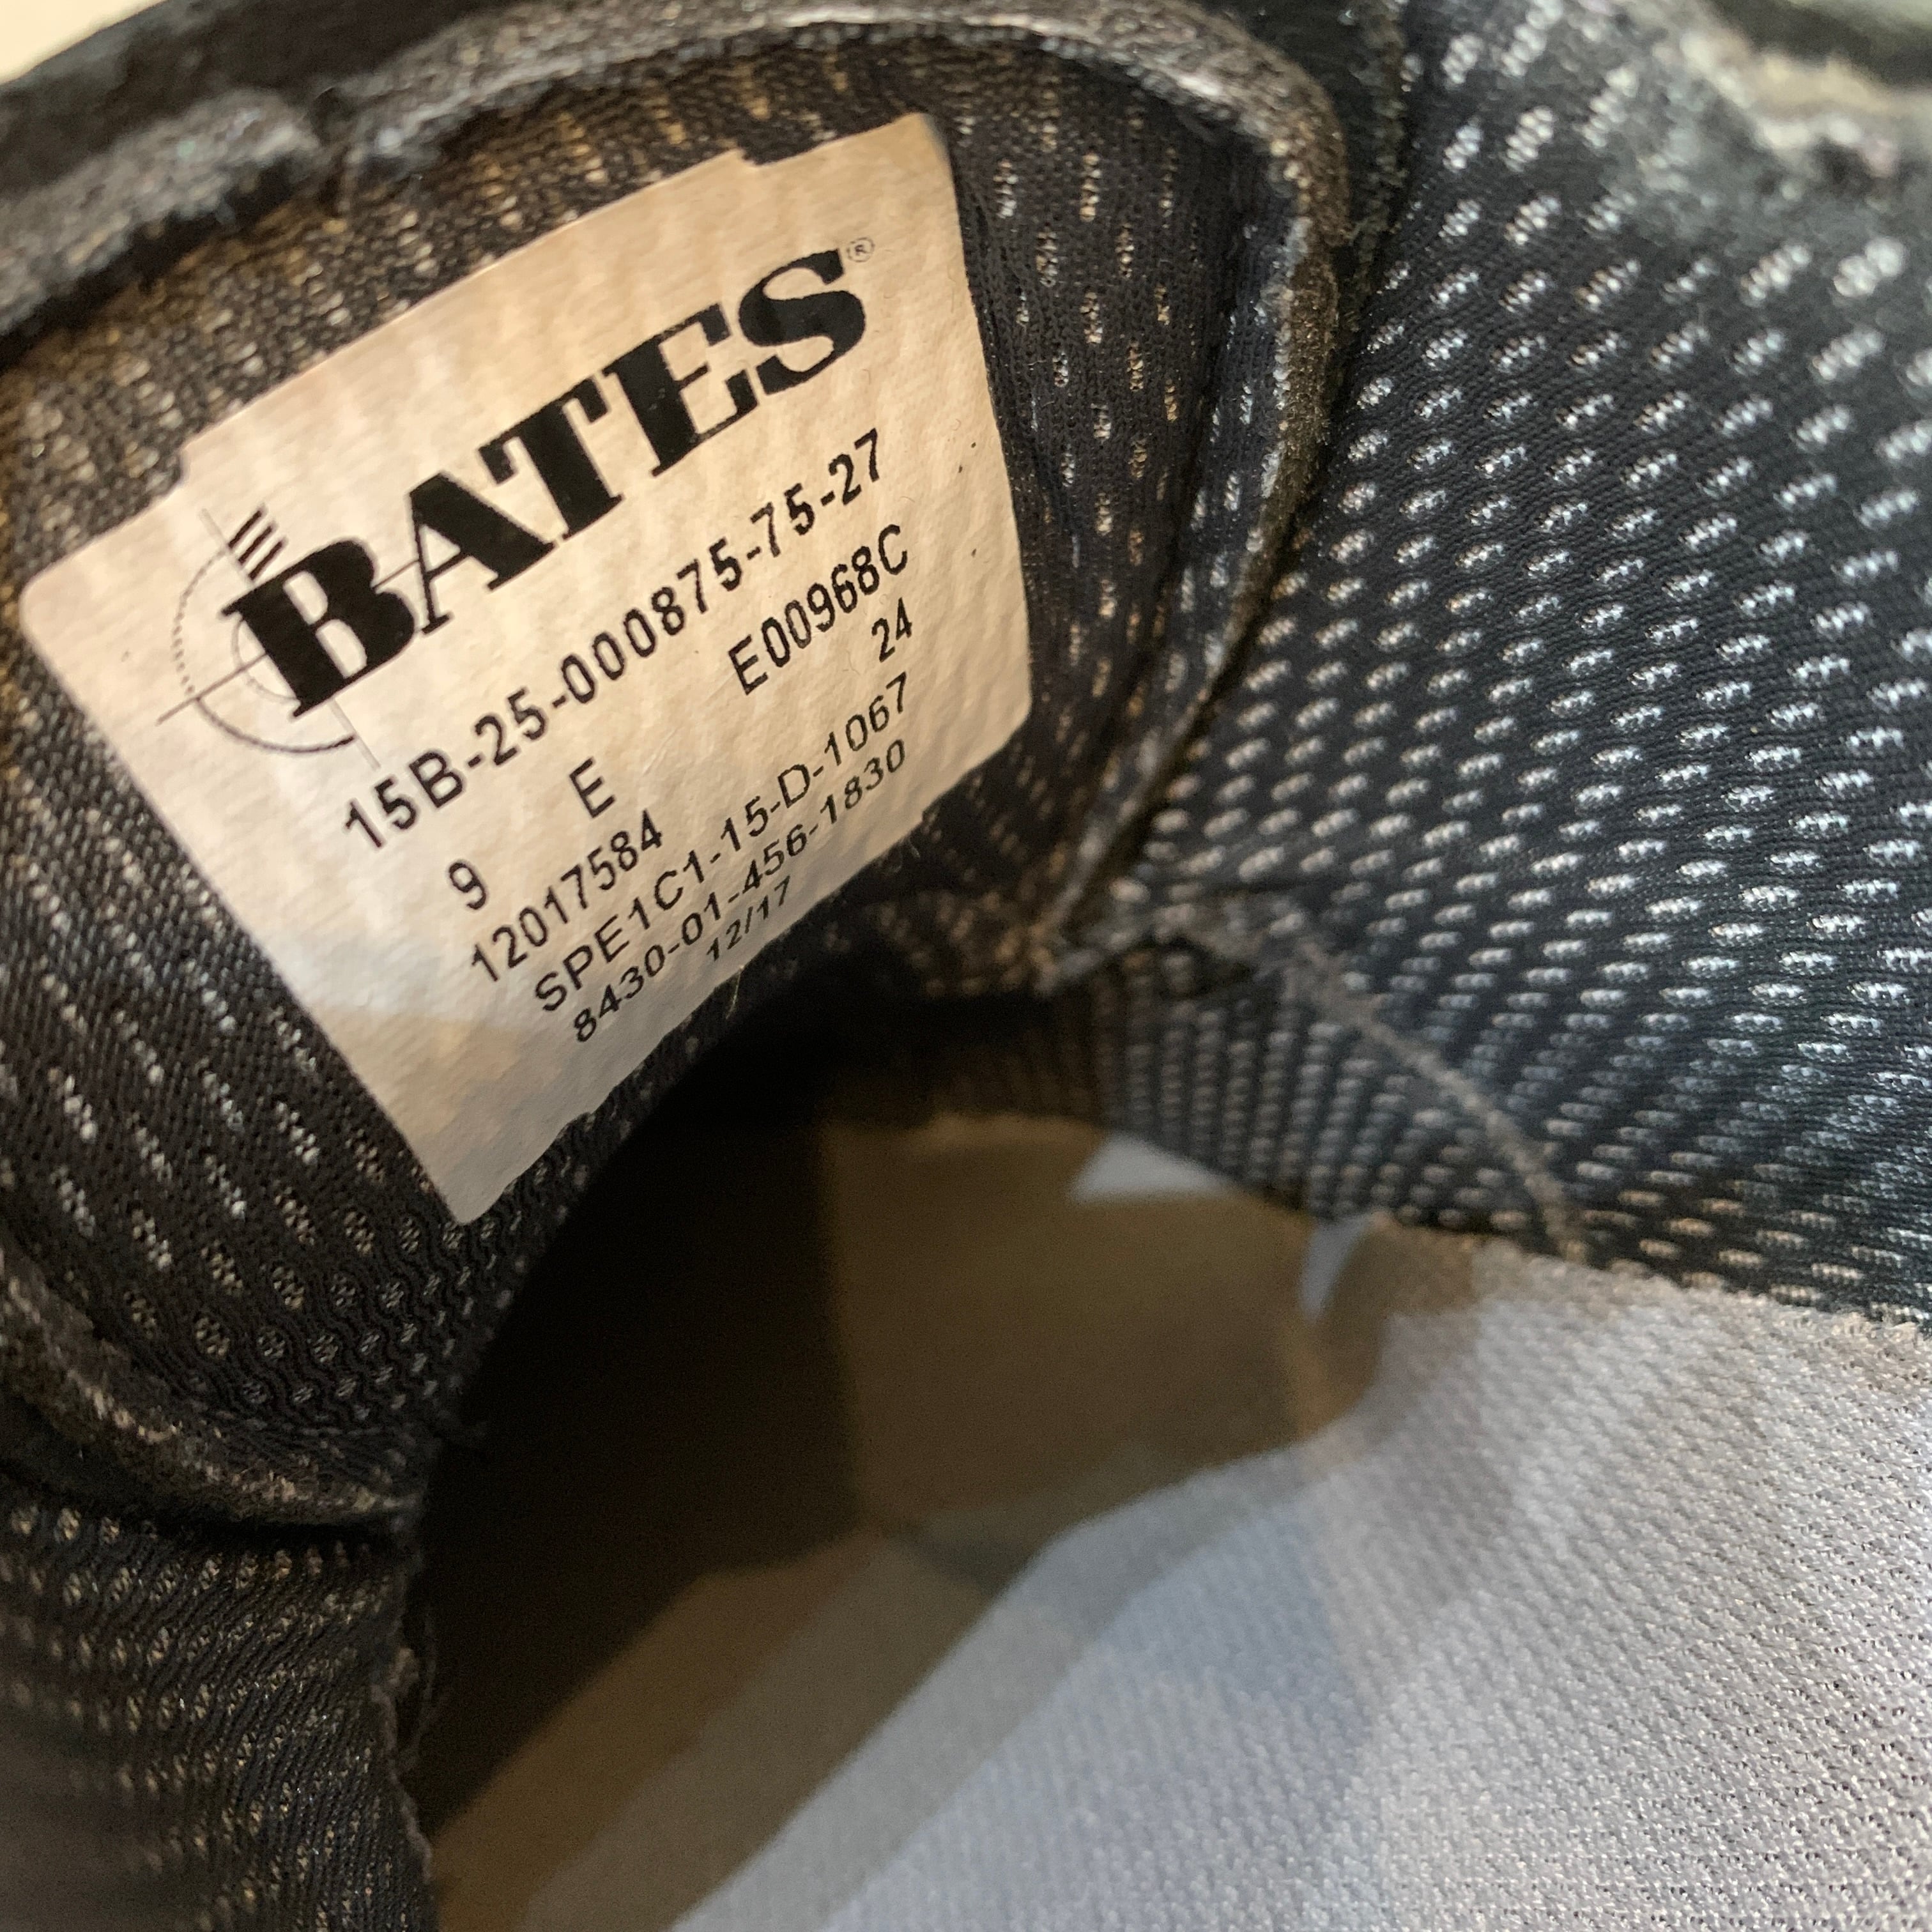 BATES®
15B-25-000875-75-27
E00968C
9 E 24
12017584
SPE1C1-15-D-1067
8430-01-456-1830
12/17